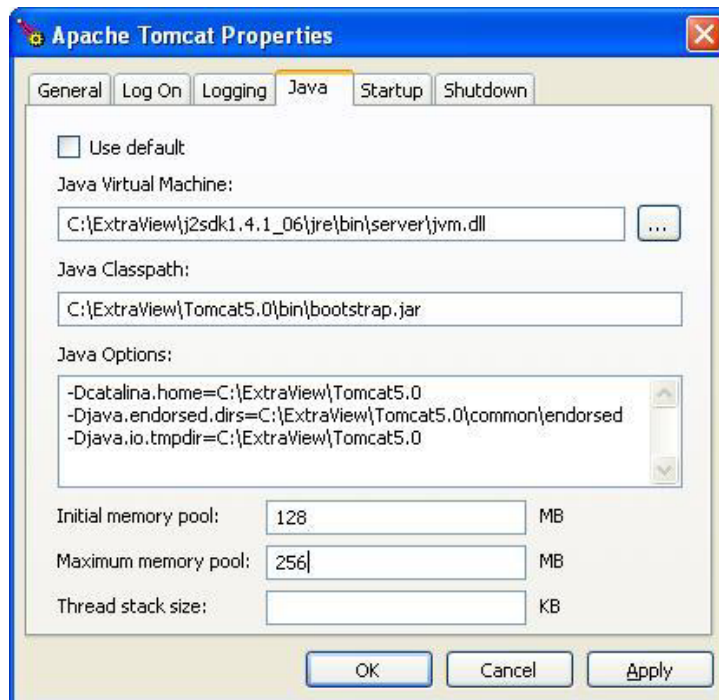 Apache Tomcat Properties
General Log On Logging Java Startup Shutdown
Use default
Java Virtual Machine:
C:\ExtraView\j2sdk1.4.1_06\jre\bin\server\jvm.dll ...
Java Classpath:
C:\ExtraView\Tomcat5.0\bin\bootstrap.jar
Java Options:
-Dcatalina.home=C:\ExtraView\Tomcat5.0
-Djava.endorsed.dirs=C:\ExtraView\Tomcat5.0\common\endorsed
-Djava.io.tmpdir=C:\ExtraView\Tomcat5.0
Initial memory pool: 128 MB
Maximum memory pool: 256 MB
Thread stack size: KB
OK Cancel Apply